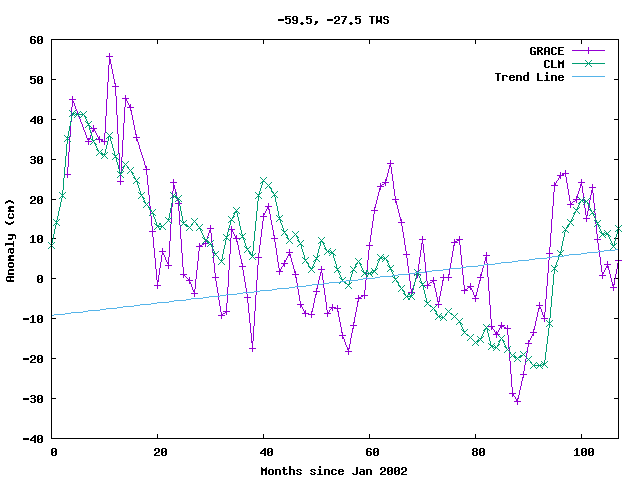 -59.5, -27.5 TWS
GRACE
CLM
Trend Line
60
50
40
30
20
10
0
-10
-20
-30
-40
Anomaly (cm)
0 20 40 60 80 100
Months since Jan 2002